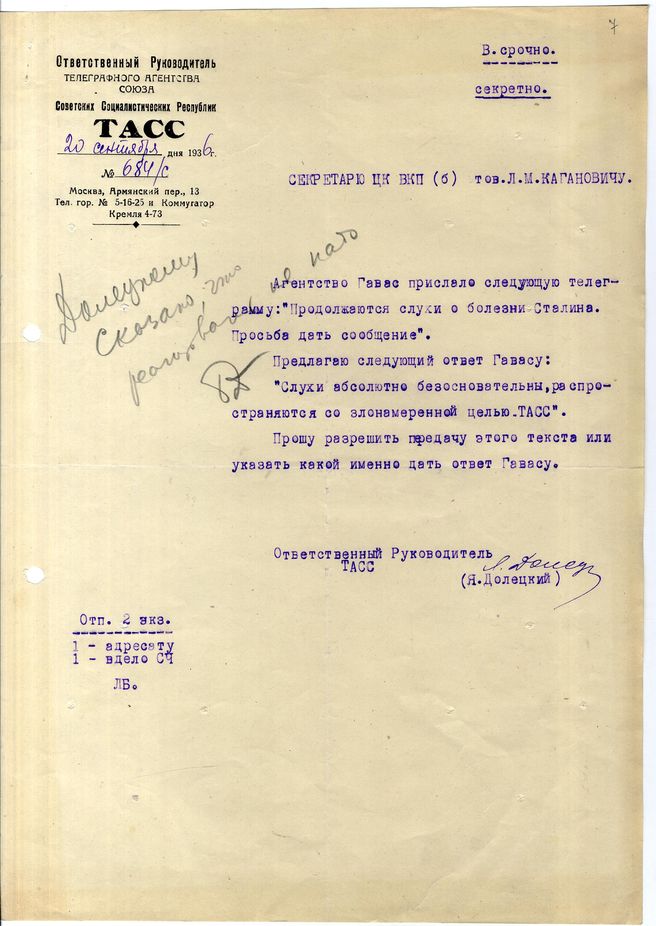 7
В.срочно.
секретно.
Ответственный Руководитель
ТЕЛЕГРАФНОГО АГЕНТСТВА
СОЮЗА
Советских Социалистических Республик
ТАСС
20 сентября дня 1936г.
№ 684/с
Москва, Армянский пер., 13
Тел. гор. № 5-16-25 и Коммутатор
Кремля 4-73
СЕКРЕТАРЮ ЦК ВКП (б) тов.Л.М.КАГАНОВИЧУ.
Долецкому
сказано, что
реагировать не надо
Агентство Гавас прислало следующую теле-
грамму:"Продолжаются слухи о болезни Сталина.
Просьба дать сообщение".
Предлагаю следующий ответ Гавасу:
"Слухи абсолютно безосновательны,распро-
страняются со злонамеренной целью.ТАСС".
Прошу разрешить передачу этого текста или
указать какой именно дать ответ Гавасу.
Ответственный Руководитель
ТАСС
(Я.Долецкий)
Отп. 2 экз.
1 - адресату
1 - вдело СЧ
ЛБ.